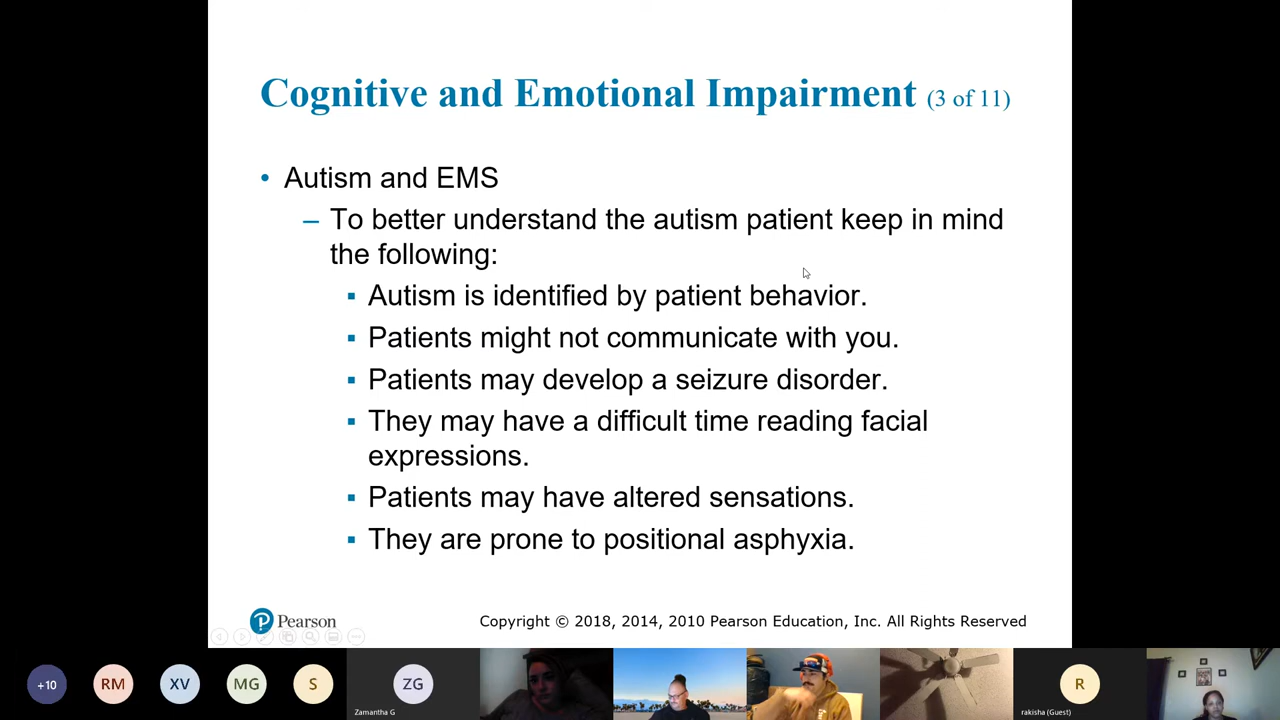 Cognitive and Emotional Impairment (3 of 11)
• Autism and EMS
– To better understand the autism patient keep in mind
the following:
▪ Autism is identified by patient behavior.
▪ Patients might not communicate with you.
▪ Patients may develop a seizure disorder.
▪ They may have a difficult time reading facial
expressions.
▪ Patients may have altered sensations.
▪ They are prone to positional asphyxia.
P Pearson
Copyright © 2018, 2014, 2010 Pearson Education, Inc. All Rights Reserved
+10
RM
XV
MG
S
ZG
Zamantha G
R
rakisha (Guest)